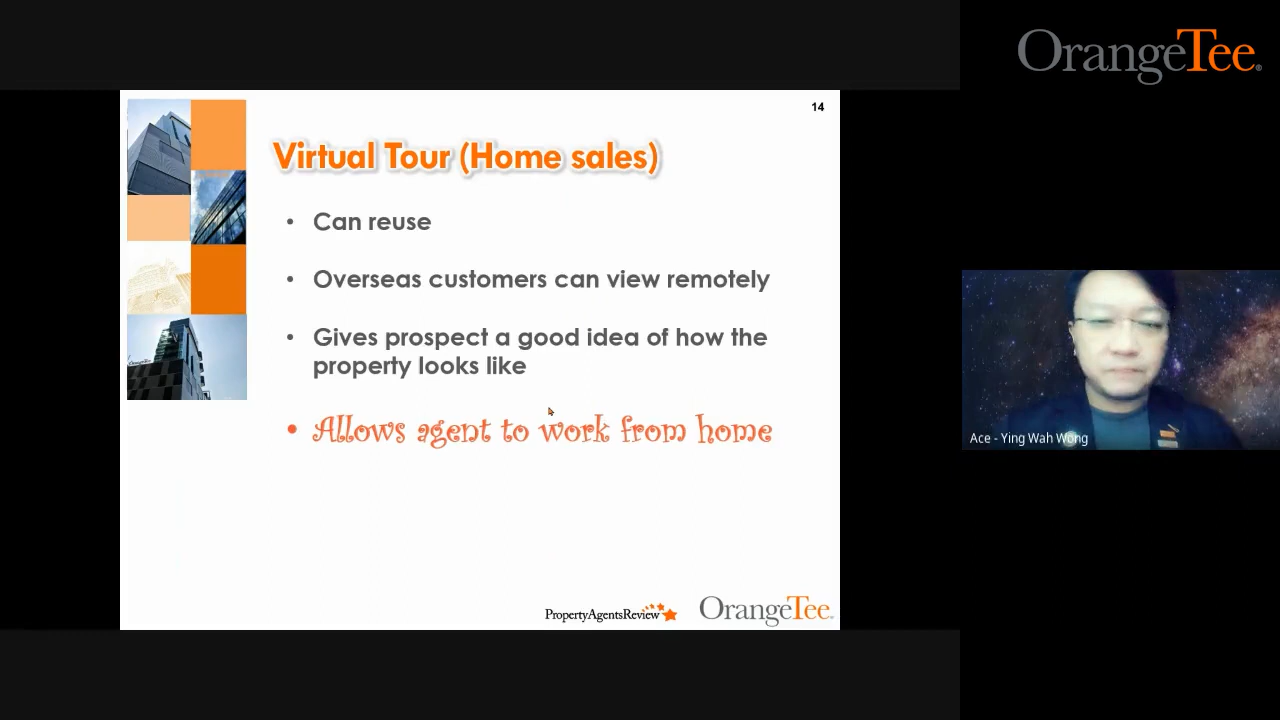 OrangeTee
14
Virtual Tour (Home sales)
• Can reuse
• Overseas customers can view remotely
• Gives prospect a good idea of how the
property looks like
• Allows agent to work from home
Ace - Ying Wah Wong
PropertyAgentsReview
OrangeTee